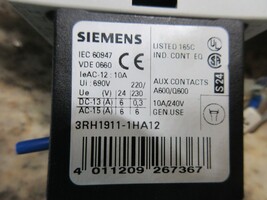 SIEMENS
IEC 60947
VDE 0660
IeAC-12 : 10A
Ui : 690V 220/
Ue (V) 24 230
DC-13 (A) 6 0,3
AC-15 (A) 6 6
LISTED 165C
IND. CONT. EQ.
AUX CONTACTS
A600/Q600
10A/240V
GEN.USE
S 24
3RH1911-1HA12
4 011209 267367